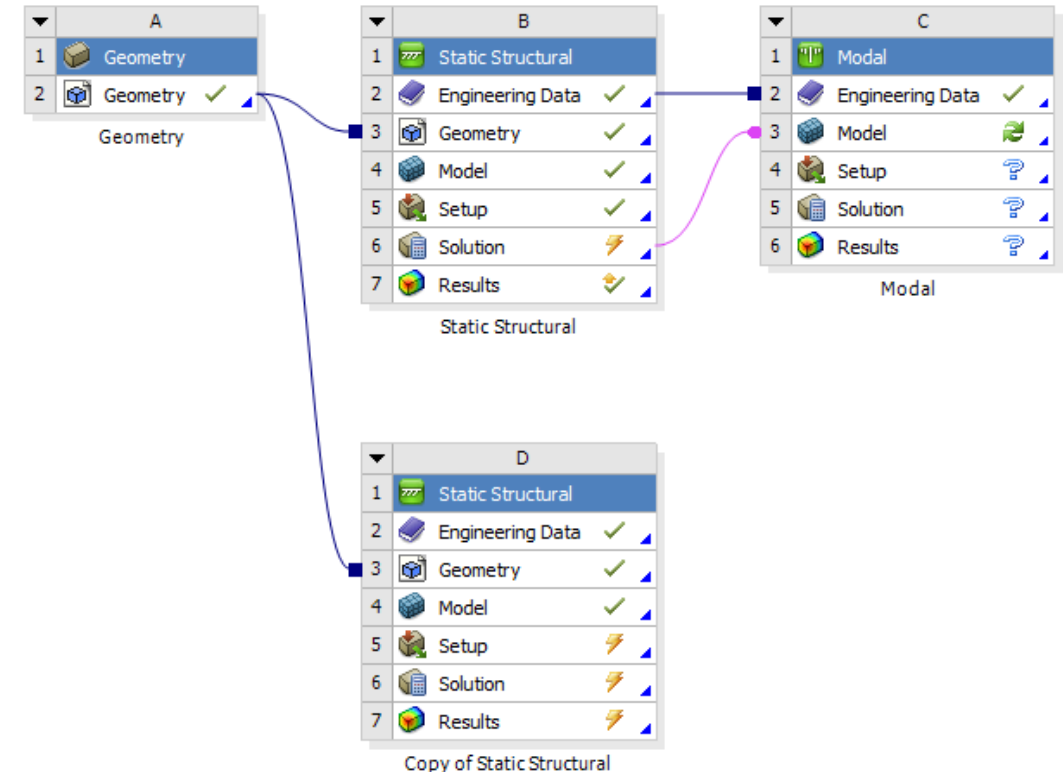 A
1 Geometry
2 Geometry
Geometry
B
1 Static Structural
2 Engineering Data
3 Geometry
4 Model
5 Setup
6 Solution
7 Results
Static Structural
C
1 Modal
2 Engineering Data
3 Model
4 Setup
5 Solution
6 Results
Modal
D
1 Static Structural
2 Engineering Data
3 Geometry
4 Model
5 Setup
6 Solution
7 Results
Copy of Static Structural